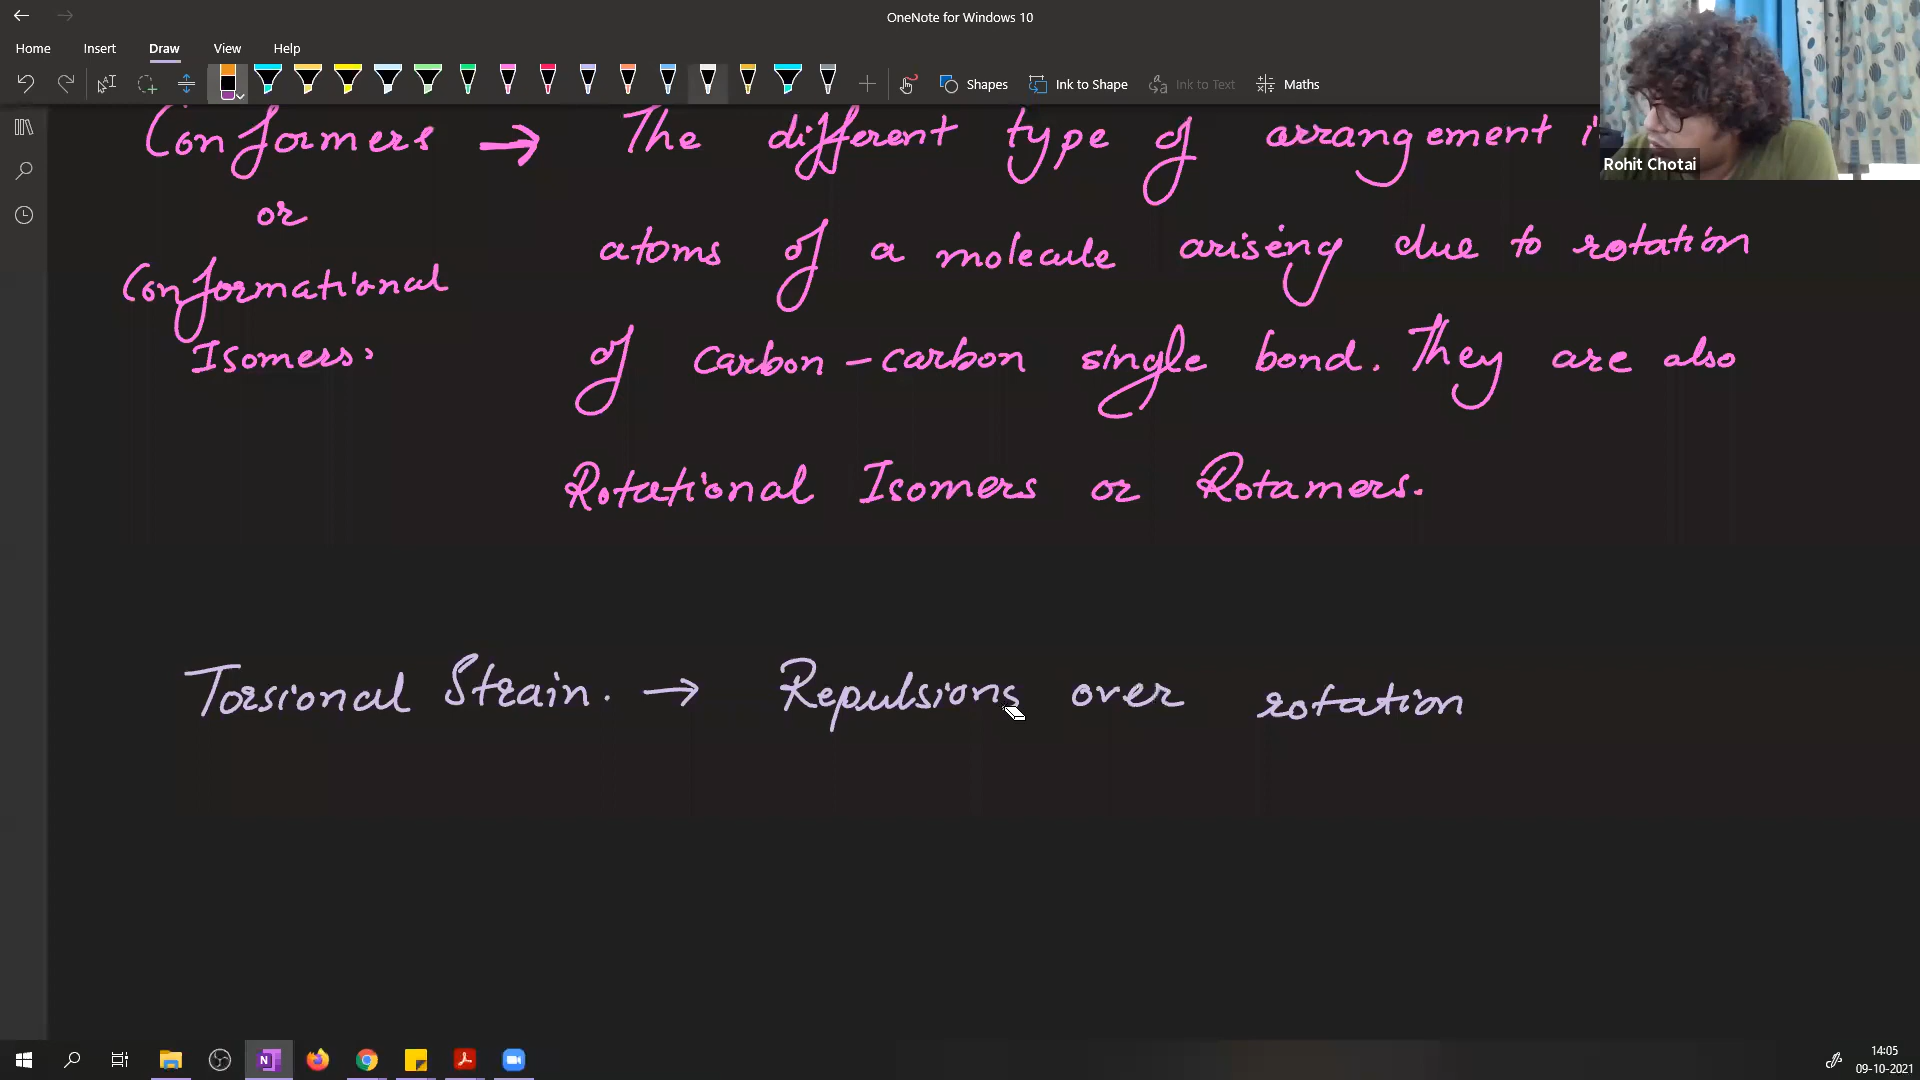 OneNote for Windows 10
Home Insert Draw View Help
Shapes Ink to Shape Ink to Text Maths
Rohit Chotai
Conformers → The different type of arrangement
or
atoms of a molecule arising due to rotation
Conformational
Isomers: of carbon - carbon single bond. They are also
Rotational Isomers or Rotamers.
Torsional Strain. → Repulsions over rotation
14:05
09-10-2021